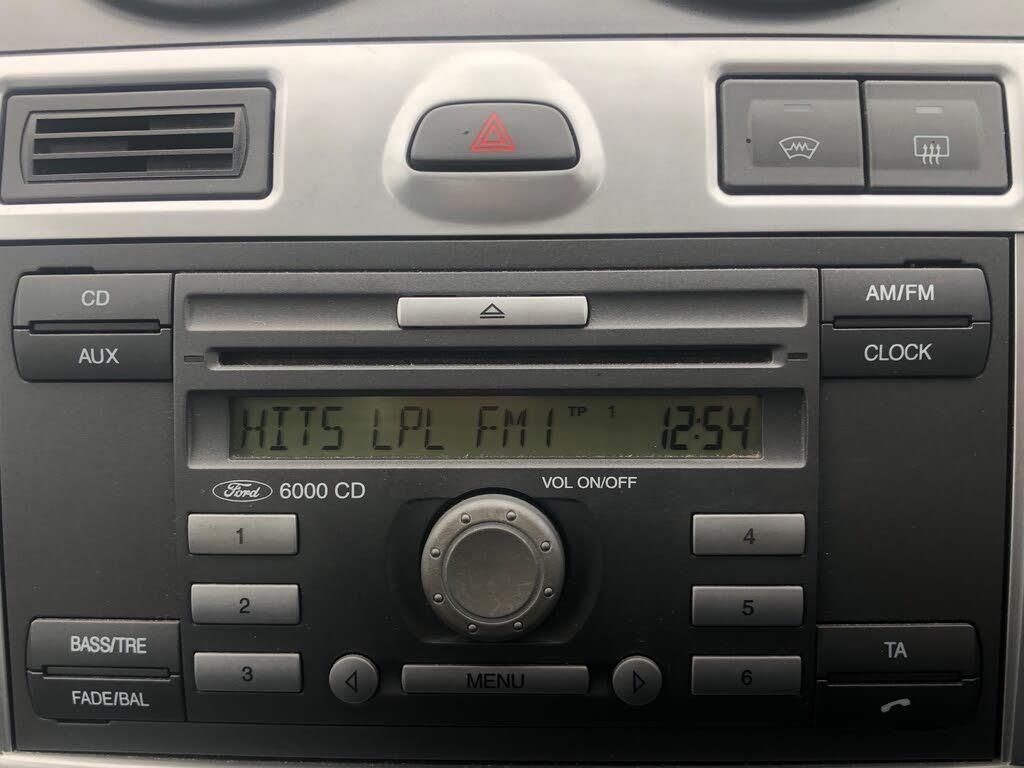 CD
AUX
AM/FM
CLOCK
HITS LPL FM1 TP 1 12:54
Ford 6000 CD
VOL ON/OFF
1
2
3
4
5
6
BASS/TRE
FADE/BAL
MENU
TA